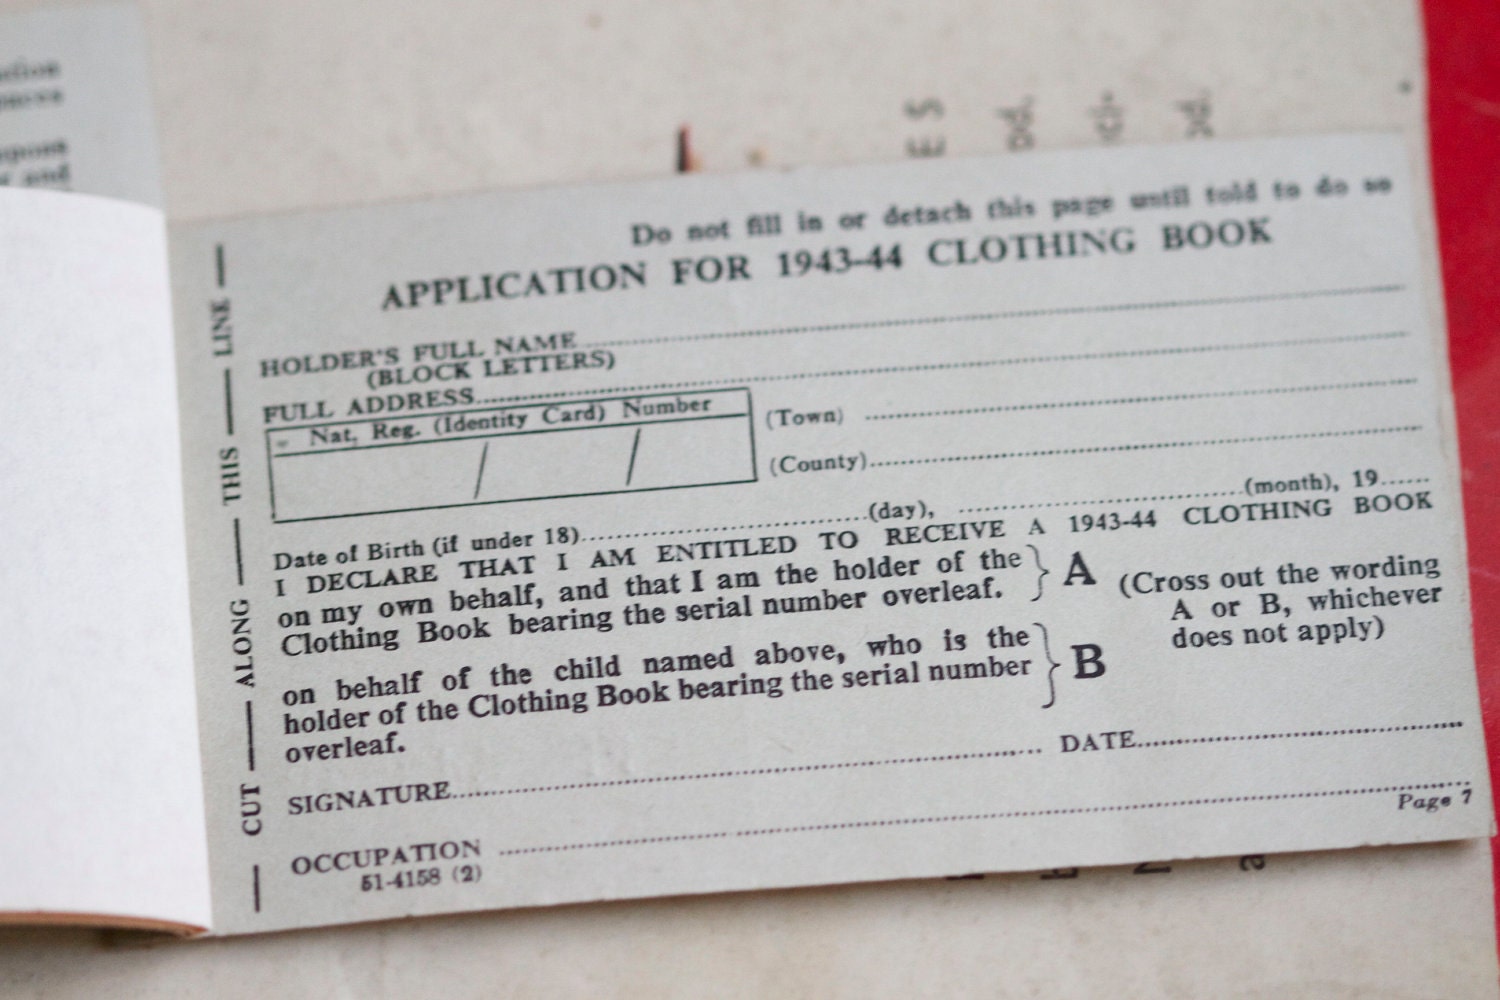 and
Do not fill in or detach this page until told to do so
APPLICATION FOR 1943-44 CLOTHING BOOK
HOLDER'S FULL NAME
(BLOCK LETTERS)
FULL ADDRESS
Nat. Reg. (Identity Card) Number
(Town)
(County)
Date of Birth (if under 18) (day), (month), 19
I DECLARE THAT I AM ENTITLED TO RECEIVE A 1943-44 CLOTHING BOOK
on my own behalf, and that I am the holder of the
Clothing Book bearing the serial number overleaf.
A
(Cross out the wording
A or B, whichever
does not apply)
on behalf of the child named above, who is the
holder of the Clothing Book bearing the serial number
overleaf.
B
SIGNATURE DATE
OCCUPATION
51-4158 (2)
Page 7
CUT ALONG THIS LINE